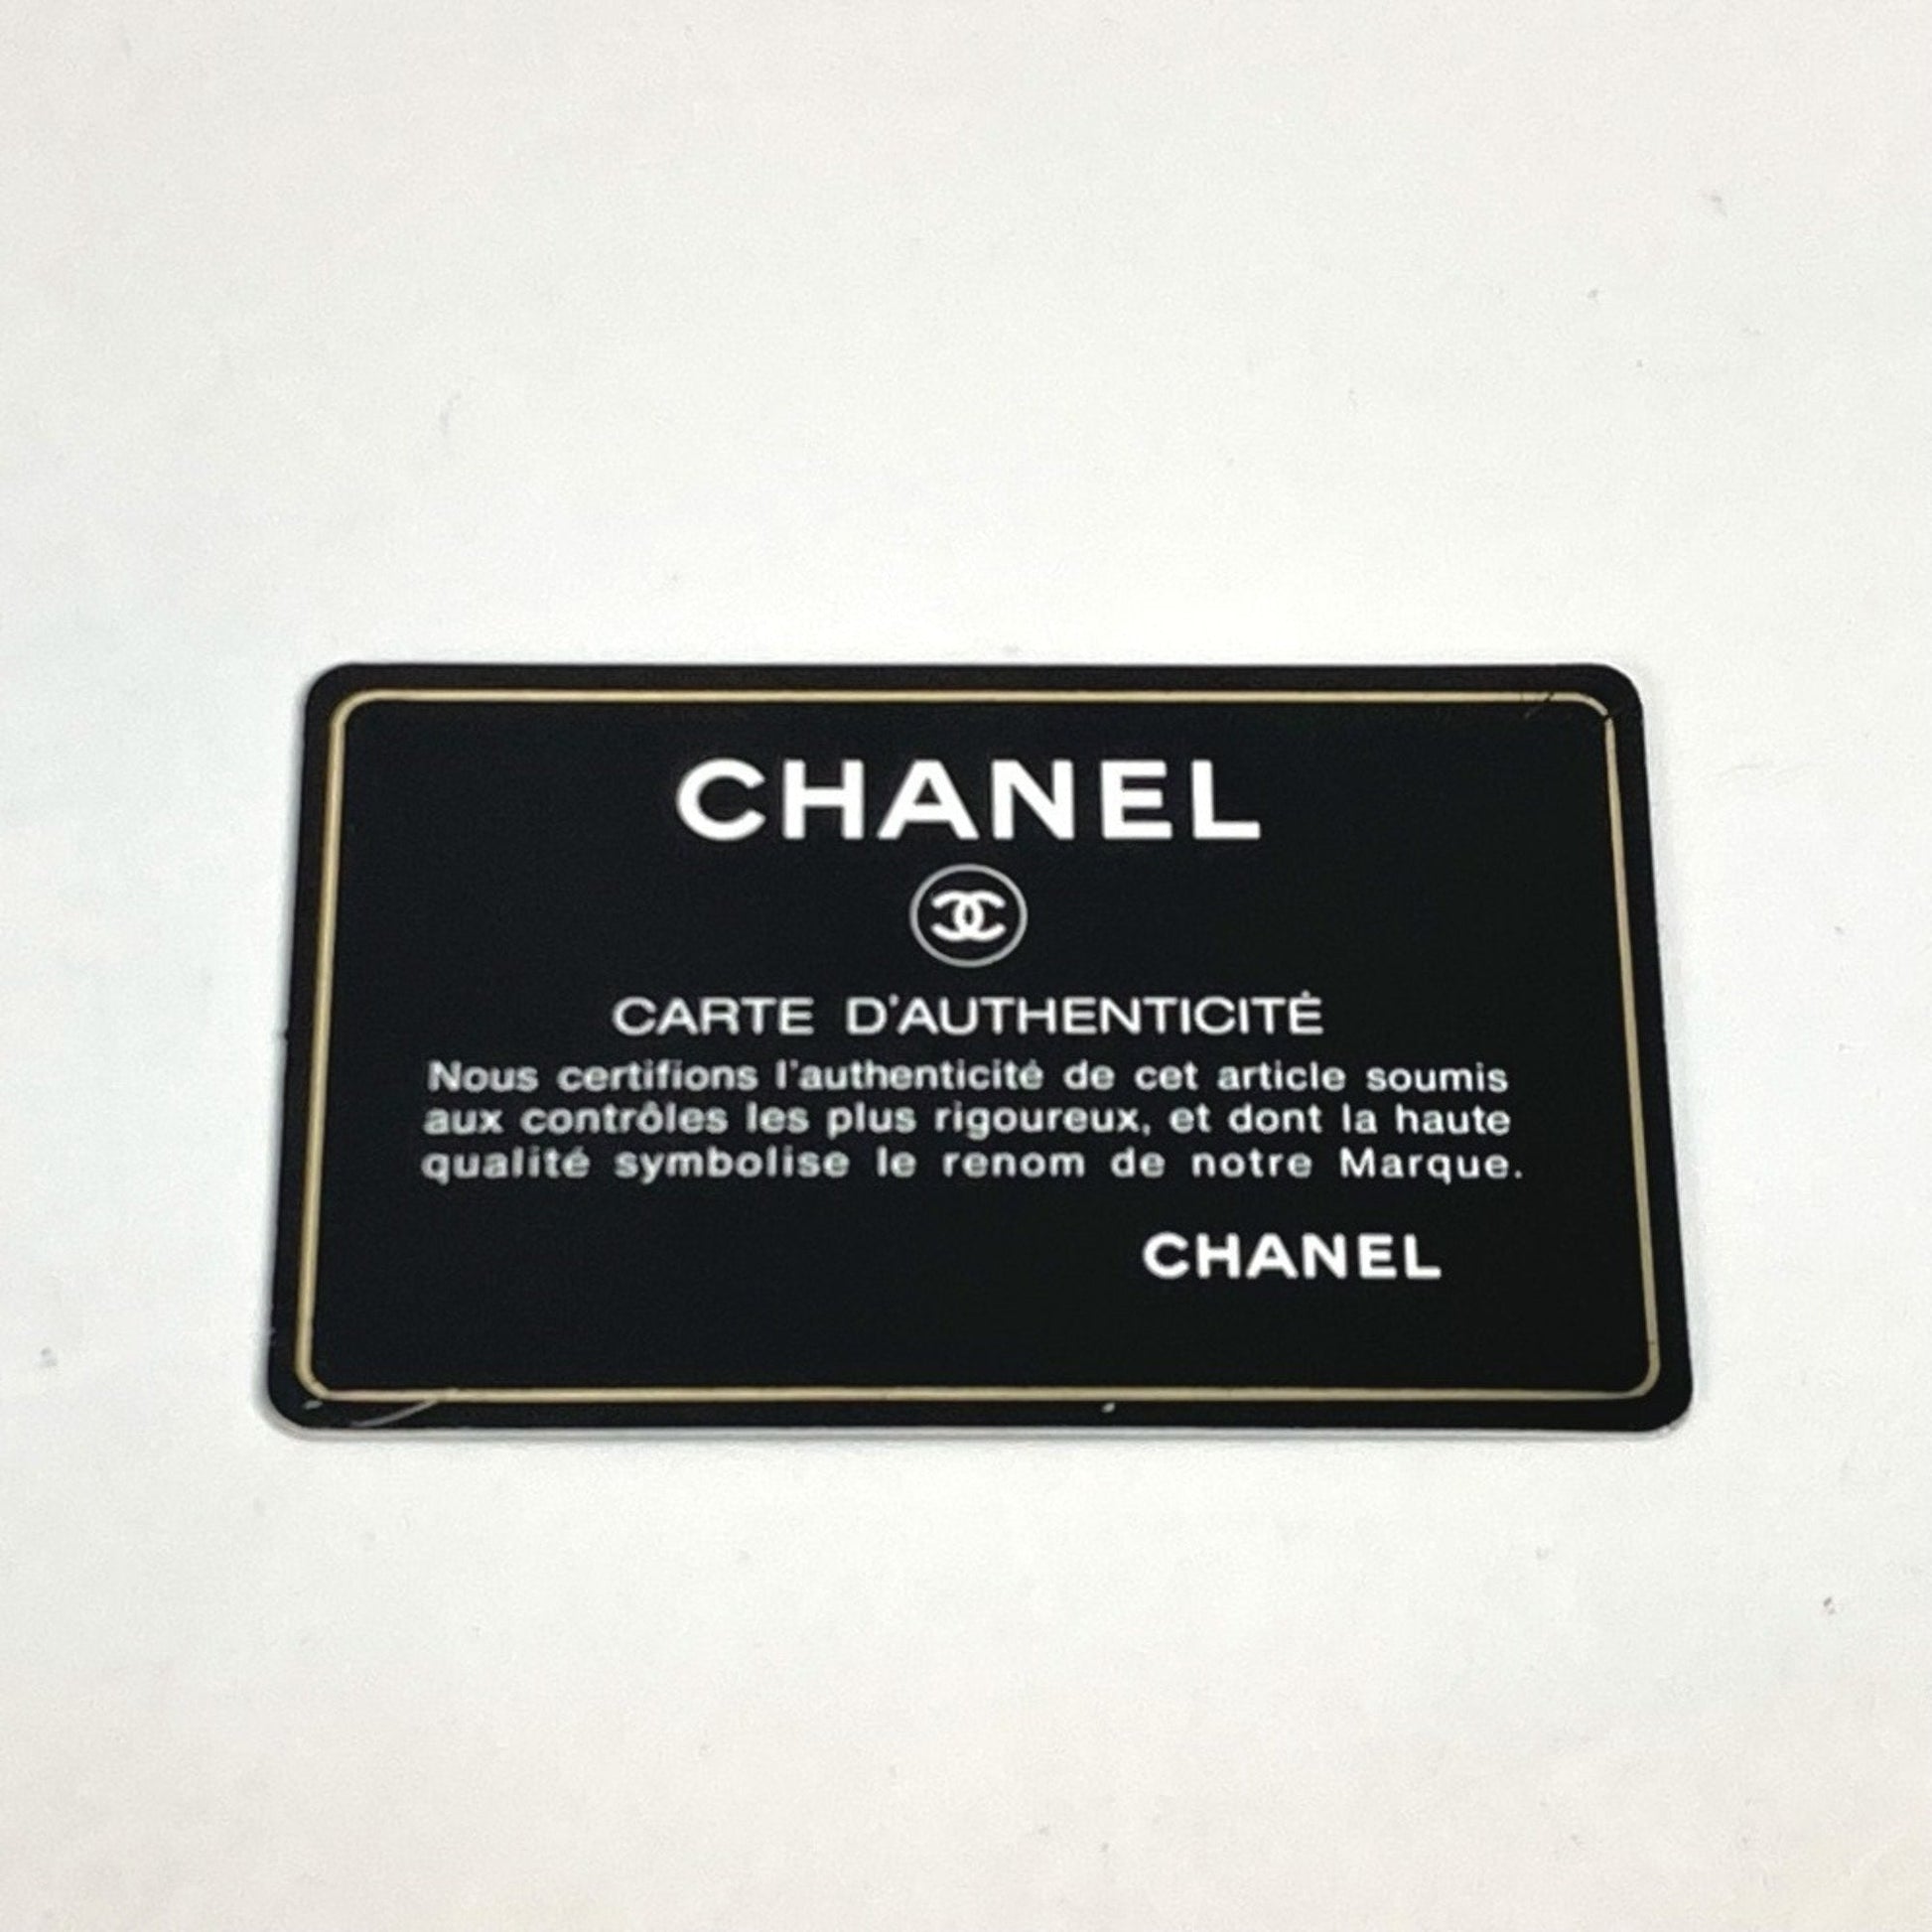 CHANEL
CARTE D'AUTHENTICITÉ
Nous certifions l'authenticité de cet article soumis
aux contrôles les plus rigoureux, et dont la haute
qualité symbolise le renom de notre Marque.
CHANEL